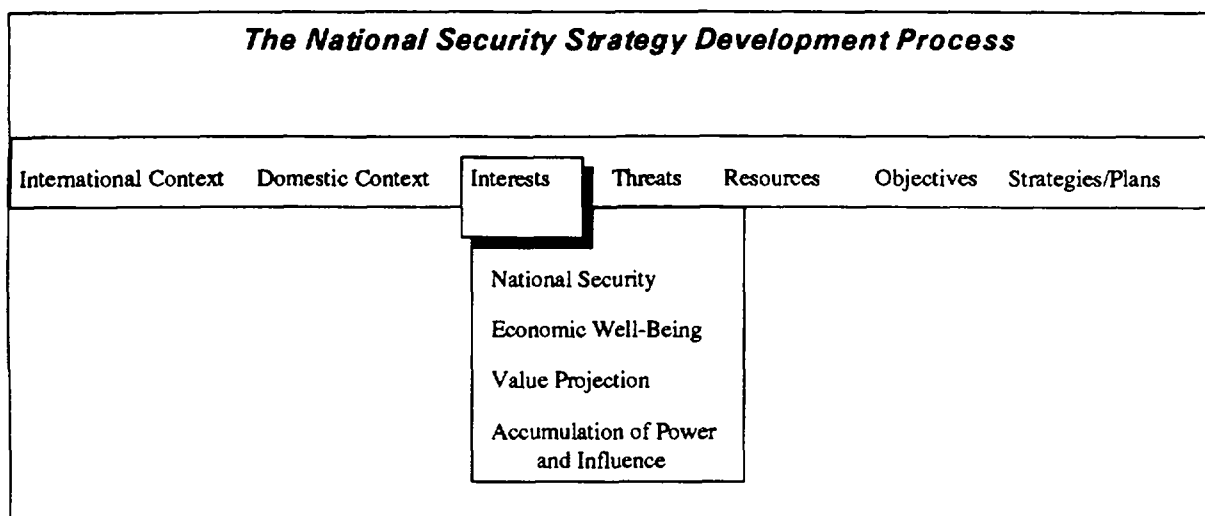 The National Security Strategy Development Process
International Context Domestic Context Interests Threats Resources Objectives Strategies/Plans
National Security
Economic Well-Being
Value Projection
Accumulation of Power
and Influence